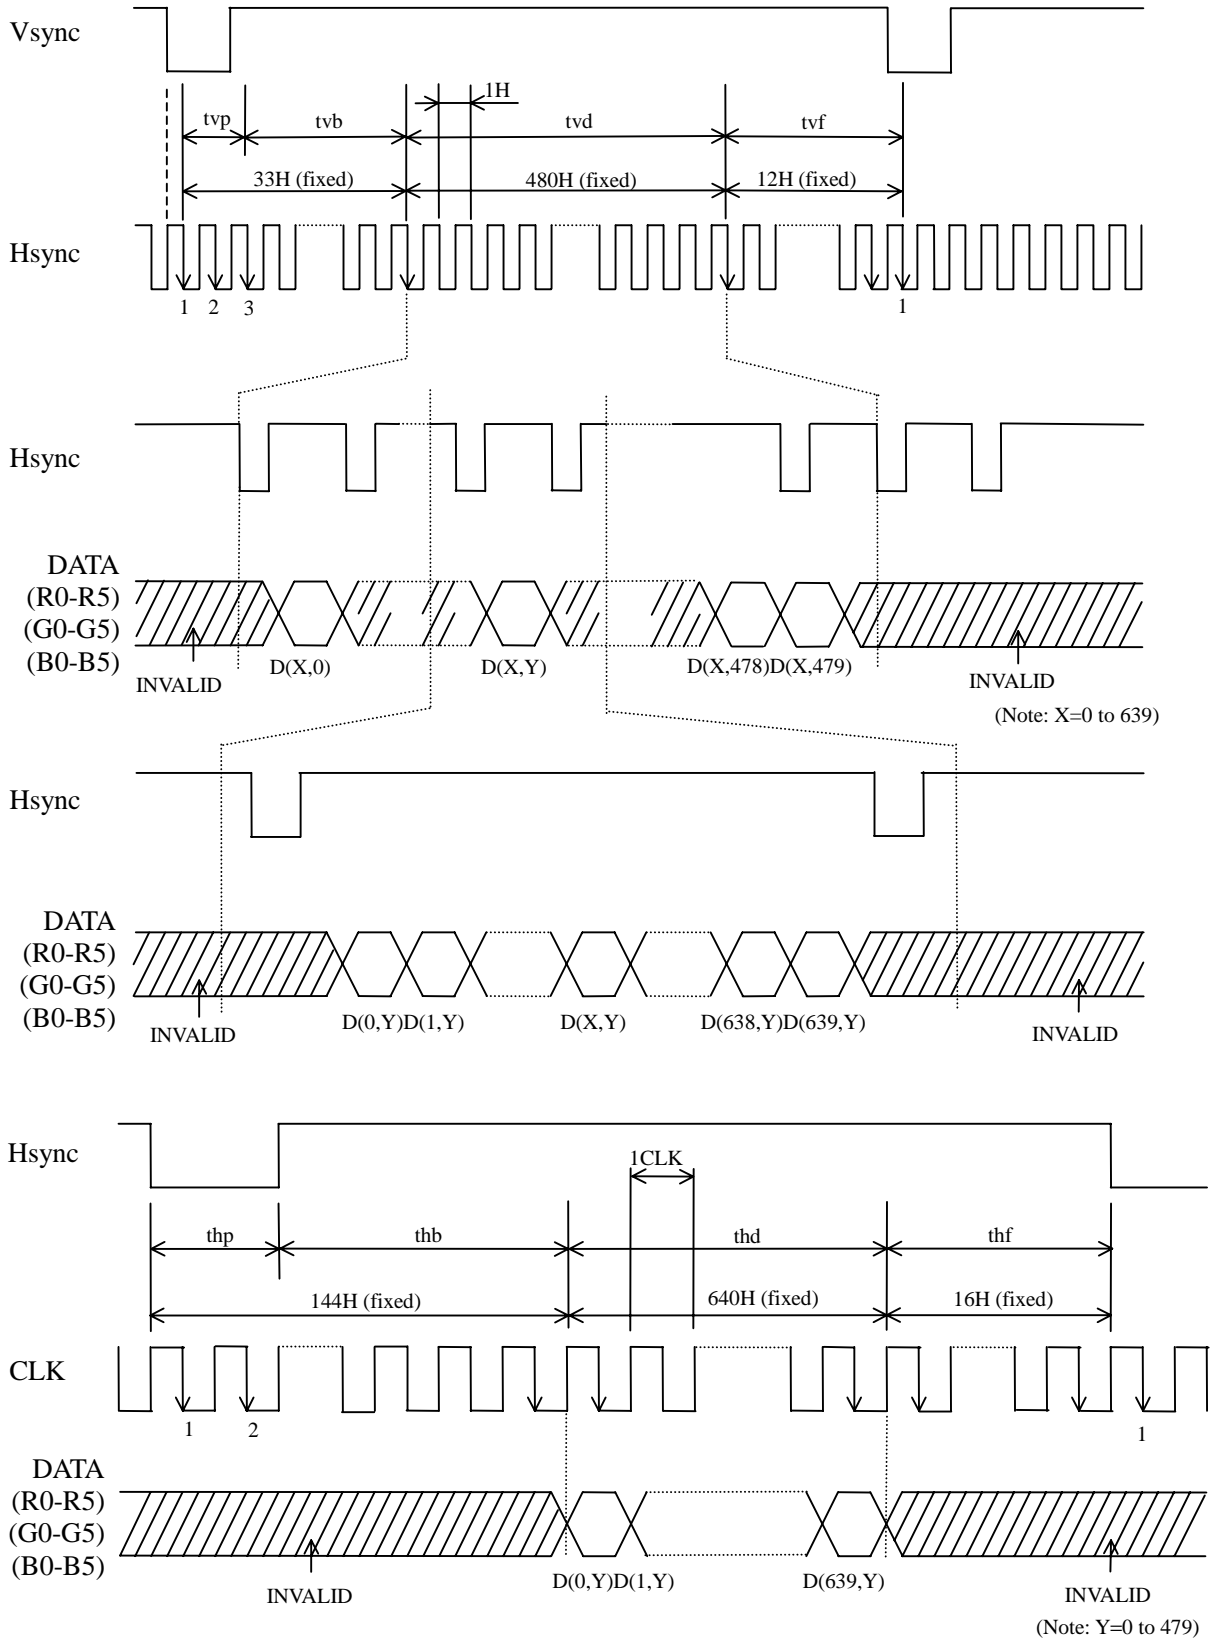 Vsync
1H
tvp tvb tvd tvf
33H (fixed) 480H (fixed) 12H (fixed)
Hsync
1 2 3 1
Hsync
DATA
(R0-R5)
(G0-G5)
(B0-B5)
D(X,0) D(X,Y) D(X,478)D(X,479)
INVALID INVALID
(Note: X=0 to 639)
Hsync
DATA
(R0-R5)
(G0-G5)
(B0-B5)
D(0,Y)D(1,Y) D(X,Y) D(638,Y)D(639,Y)
INVALID INVALID
Hsync
1CLK
thp thb thd thf
144H (fixed) 640H (fixed) 16H (fixed)
CLK
1 2 1
DATA
(R0-R5)
(G0-G5)
(B0-B5)
D(0,Y)D(1,Y) D(639,Y)
INVALID INVALID
(Note: Y=0 to 479)